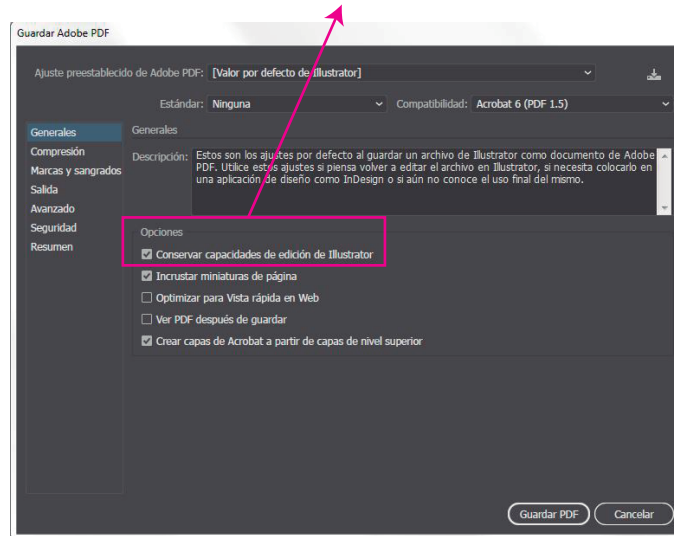 Guardar Adobe PDF
Ajuste preestablecido de Adobe PDF: [Valor por defecto de Illustrator]
Estándar: Ninguna Compatibilidad: Acrobat 6 (PDF 1.5)
Generales Generales
Compresión
Marcas y sangrados
Salida
Avanzado
Seguridad
Resumen
Descripción: Estos son los ajustes por defecto al guardar un archivo de Illustrator como documento de Adobe
PDF. Utilice estos ajustes si piensa volver a editar el archivo en Illustrator, si necesita colocarlo en
una aplicación de diseño como InDesign o si aún no conoce el uso final del mismo.
Opciones
Conservar capacidades de edición de Illustrator
Incrustar miniaturas de página
Optimizar para Vista rápida en Web
Ver PDF después de guardar
Crear capas de Acrobat a partir de capas de nivel superior
Guardar PDF Cancelar